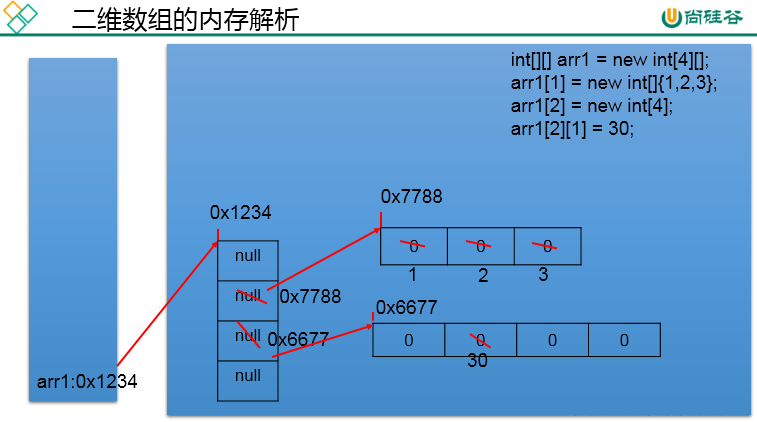 二维数组的内存解析
尚硅谷
int[][] arr1 = new int[4][];
arr1[1] = new int[]{1,2,3};
arr1[2] = new int[4];
arr1[2][1] = 30;
0x7788
0x1234
0 0 0
null
1 2 3
null 0x7788
0x6677
null 0x6677
0 0 0 0
30
null
arr1:0x1234